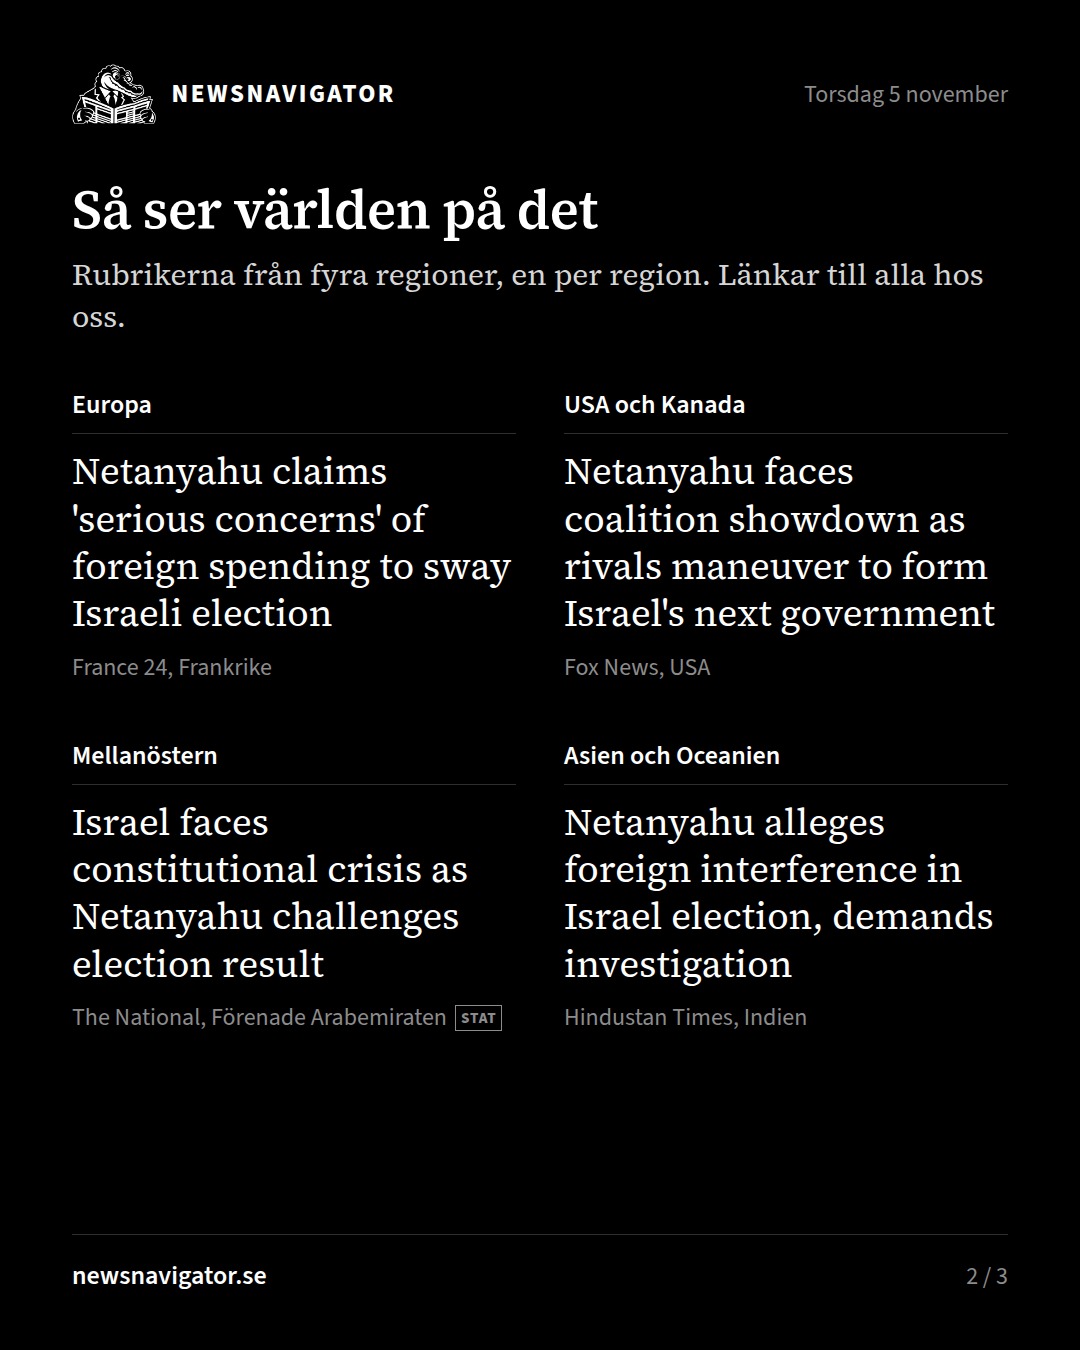 NEWSNAVIGATOR
Torsdag 5 november
Så ser världen på det
Rubrikerna från fyra regioner, en per region. Länkar till alla hos
oss.
Europa
Netanyahu claims
'serious concerns' of
foreign spending to sway
Israeli election
France 24, Frankrike
USA och Kanada
Netanyahu faces
coalition showdown as
rivals maneuver to form
Israel's next government
Fox News, USA
Mellanöstern
Israel faces
constitutional crisis as
Netanyahu challenges
election result
The National, Förenade Arabemiraten STAT
Asien och Oceanien
Netanyahu alleges
foreign interference in
Israel election, demands
investigation
Hindustan Times, Indien
newsnavigator.se
2 / 3